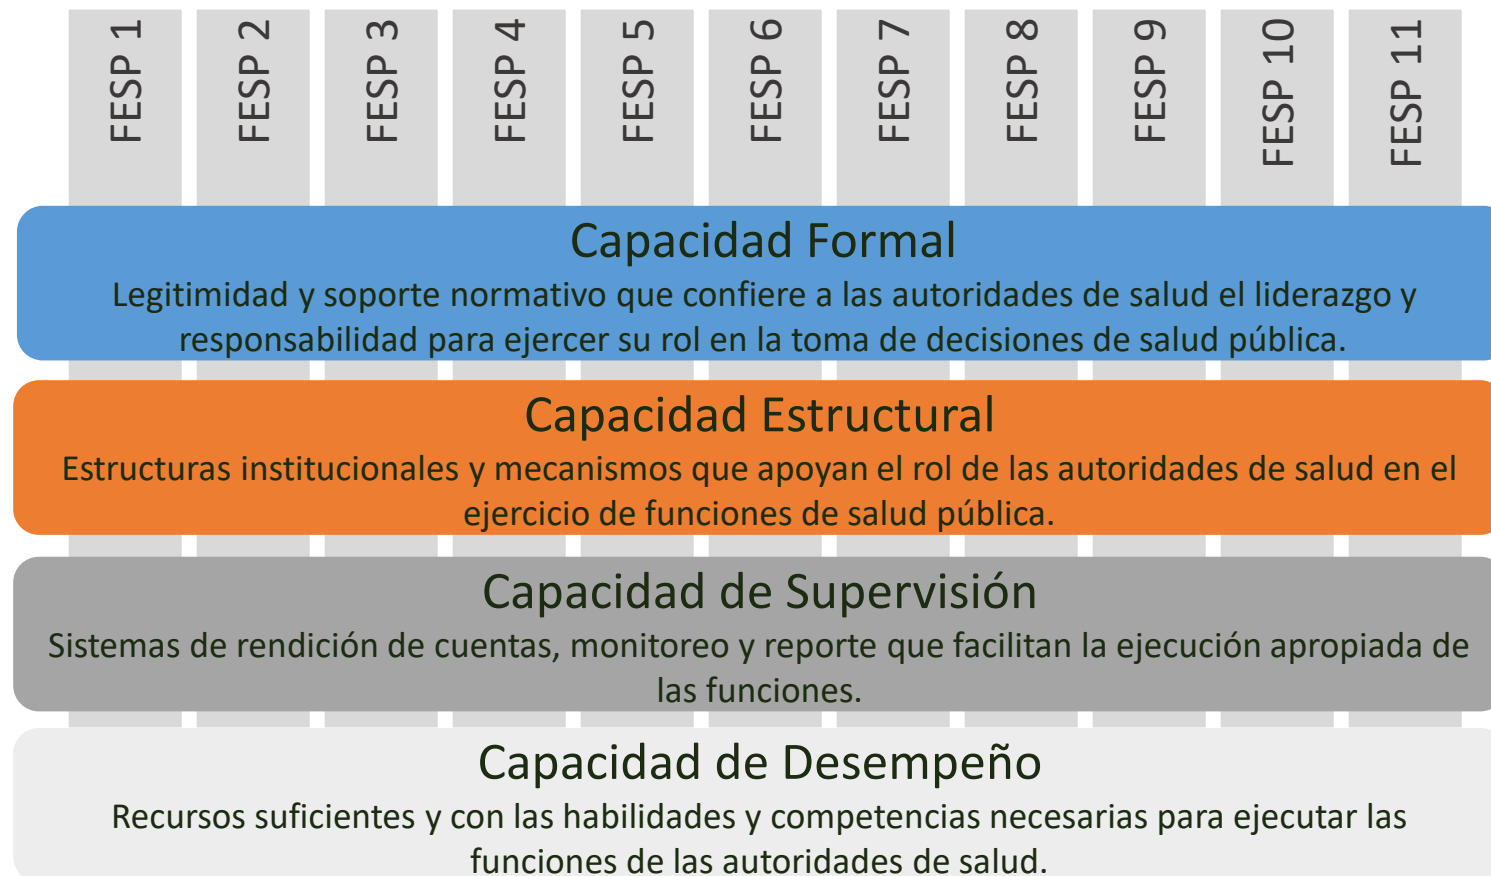 FESP 1
FESP 2
FESP 3
FESP 4
FESP 5
FESP 6
FESP 7
FESP 8
FESP 9
FESP 10
FESP 11
Capacidad Formal
Legitimidad y soporte normativo que confiere a las autoridades de salud el liderazgo y
responsabilidad para ejercer su rol en la toma de decisiones de salud pública.
Capacidad Estructural
Estructuras institucionales y mecanismos que apoyan el rol de las autoridades de salud en el
ejercicio de funciones de salud pública.
Capacidad de Supervisión
Sistemas de rendición de cuentas, monitoreo y reporte que facilitan la ejecución apropiada de
las funciones.
Capacidad de Desempeño
Recursos suficientes y con las habilidades y competencias necesarias para ejecutar las
funciones de las autoridades de salud.